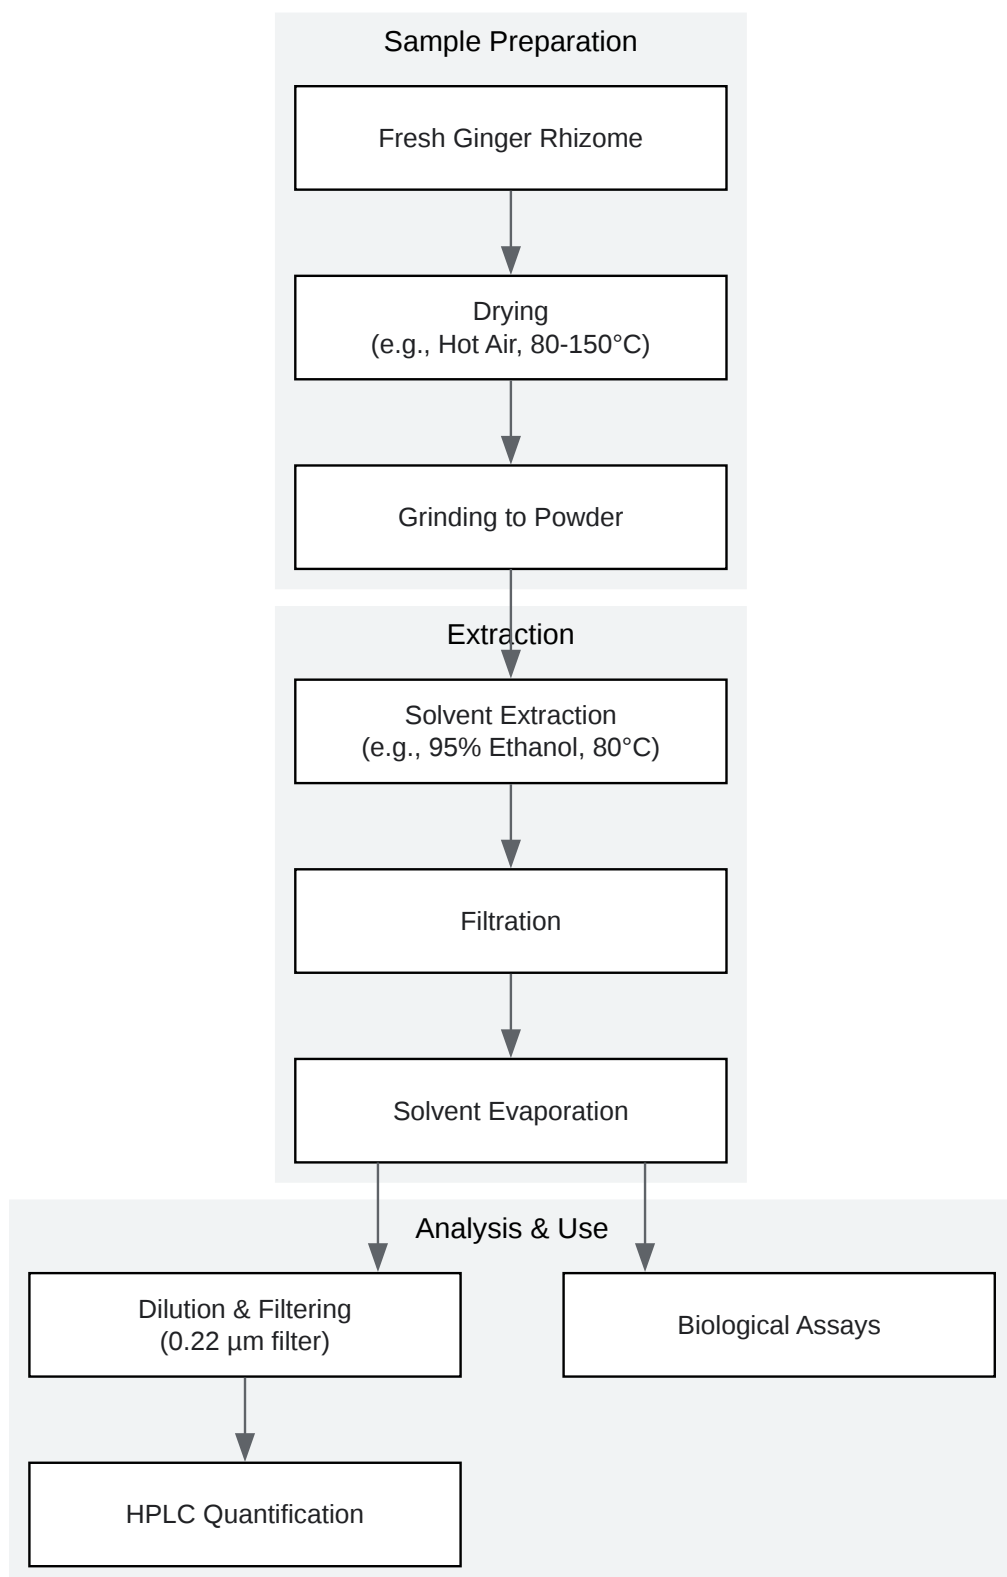 Sample Preparation
Fresh Ginger Rhizome
Drying
(e.g., Hot Air, 80-150°C)
Grinding to Powder
Extraction
Solvent Extraction
(e.g., 95% Ethanol, 80°C)
Filtration
Solvent Evaporation
Analysis & Use
Dilution & Filtering
(0.22 µm filter)
Biological Assays
HPLC Quantification